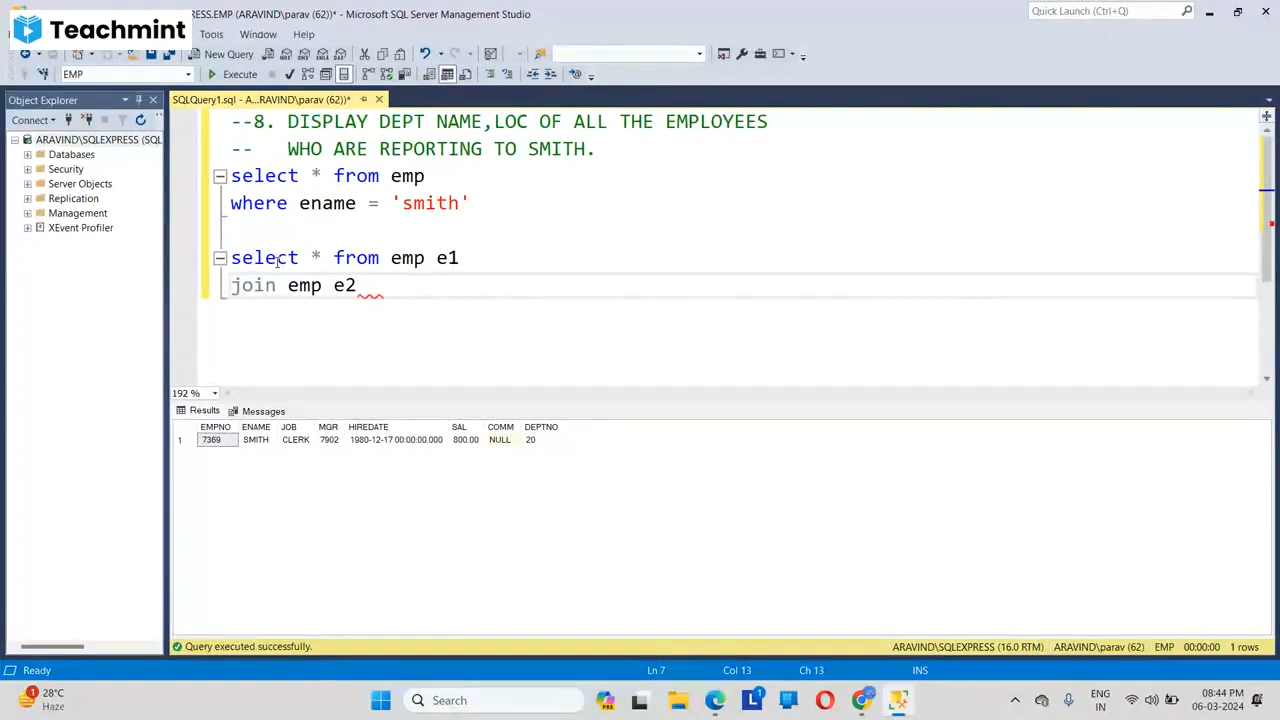 RESS.EMP (ARAVIND\parav (62))* - Microsoft SQL Server Management Studio
Quick Launch (Ctrl+Q)
Teachmint
Tools Window Help
New Query
EMP
Execute
Object Explorer
SQLQuery1.sql - A...RAVIND\parav (62))*
Connect
ARAVIND\SQLEXPRESS (SQL
Databases
Security
Server Objects
Replication
Management
XEvent Profiler
--8. DISPLAY DEPT NAME,LOC OF ALL THE EMPLOYEES
-- WHO ARE REPORTING TO SMITH.
select * from emp
where ename = 'smith'
select * from emp e1
join emp e2
192 %
Results Messages
EMPNO ENAME JOB MGR HIREDATE SAL COMM DEPTNO
1 7369 SMITH CLERK 7902 1980-12-17 00:00:00.000 800.00 NULL 20
Query executed successfully.
ARAVIND\SQLEXPRESS (16.0 RTM) ARAVIND\parav (62) EMP 00:00:00 1 rows
Ready
Ln 7 Col 13 Ch 13 INS
1
28°C
Haze
Search
PRE
1
ENG
IN
08:44 PM
06-03-2024